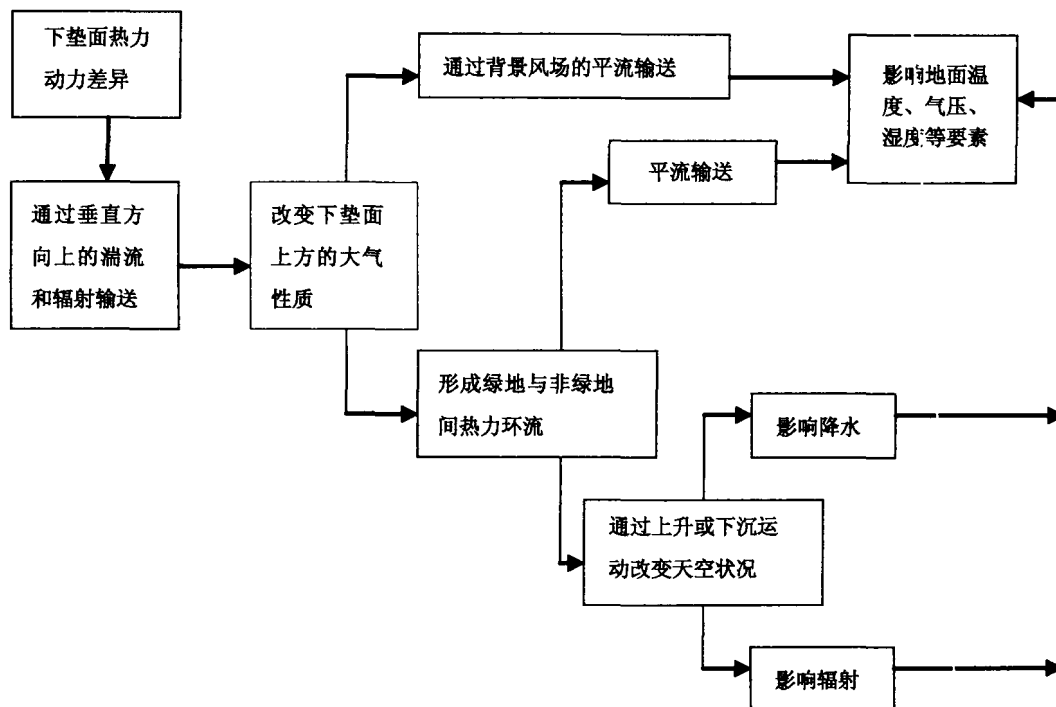 下垫面热力
动力差异
通过背景风场的平流输送
影响地面温
度、气压、
湿度等要素
平流输送
通过垂直方
向上的湍流
和辐射输送
改变下垫面
上方的大气
性质
形成绿地与非绿地
间热力环流
影响降水
通过上升或下沉运
动改变天空状况
影响辐射